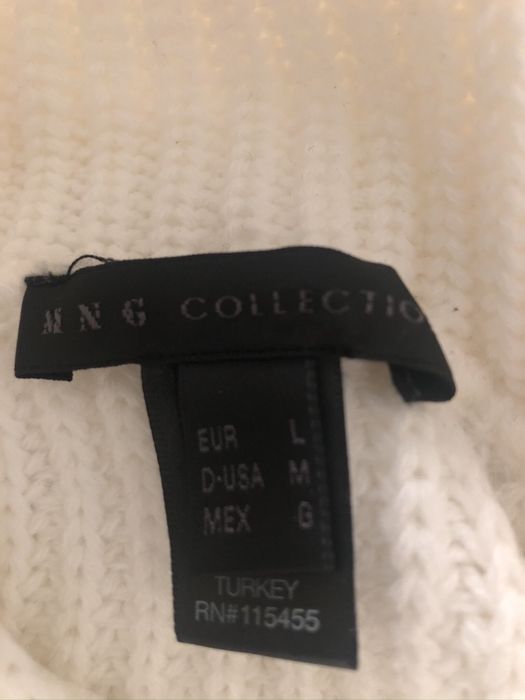 MNG COLLECTIO
EUR L
D-USA M
MEX G
TURKEY
RN#115455